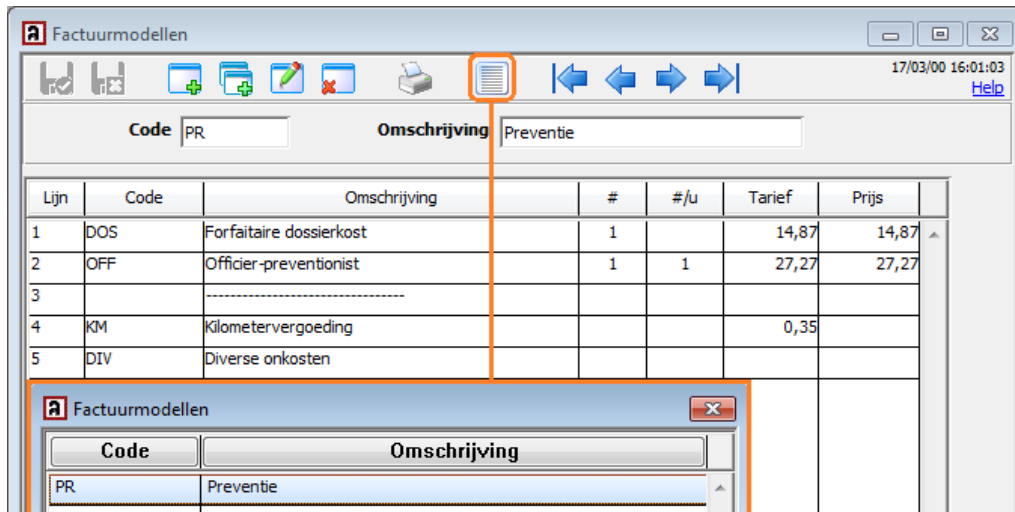 Factuurmodellen
17/03/00 16:01:03
Help
Code PR Omschrijving Preventie
Lijn Code Omschrijving # #/u Tarief Prijs
1 DOS Forfaitaire dossierkost 1 14,87 14,87
2 OFF Officier-preventionist 1 1 27,27 27,27
3 ---------------------------------
4 KM Kilometervergoeding 0,35
5 DIV Diverse onkosten
Factuurmodellen
Code Omschrijving
PR Preventie